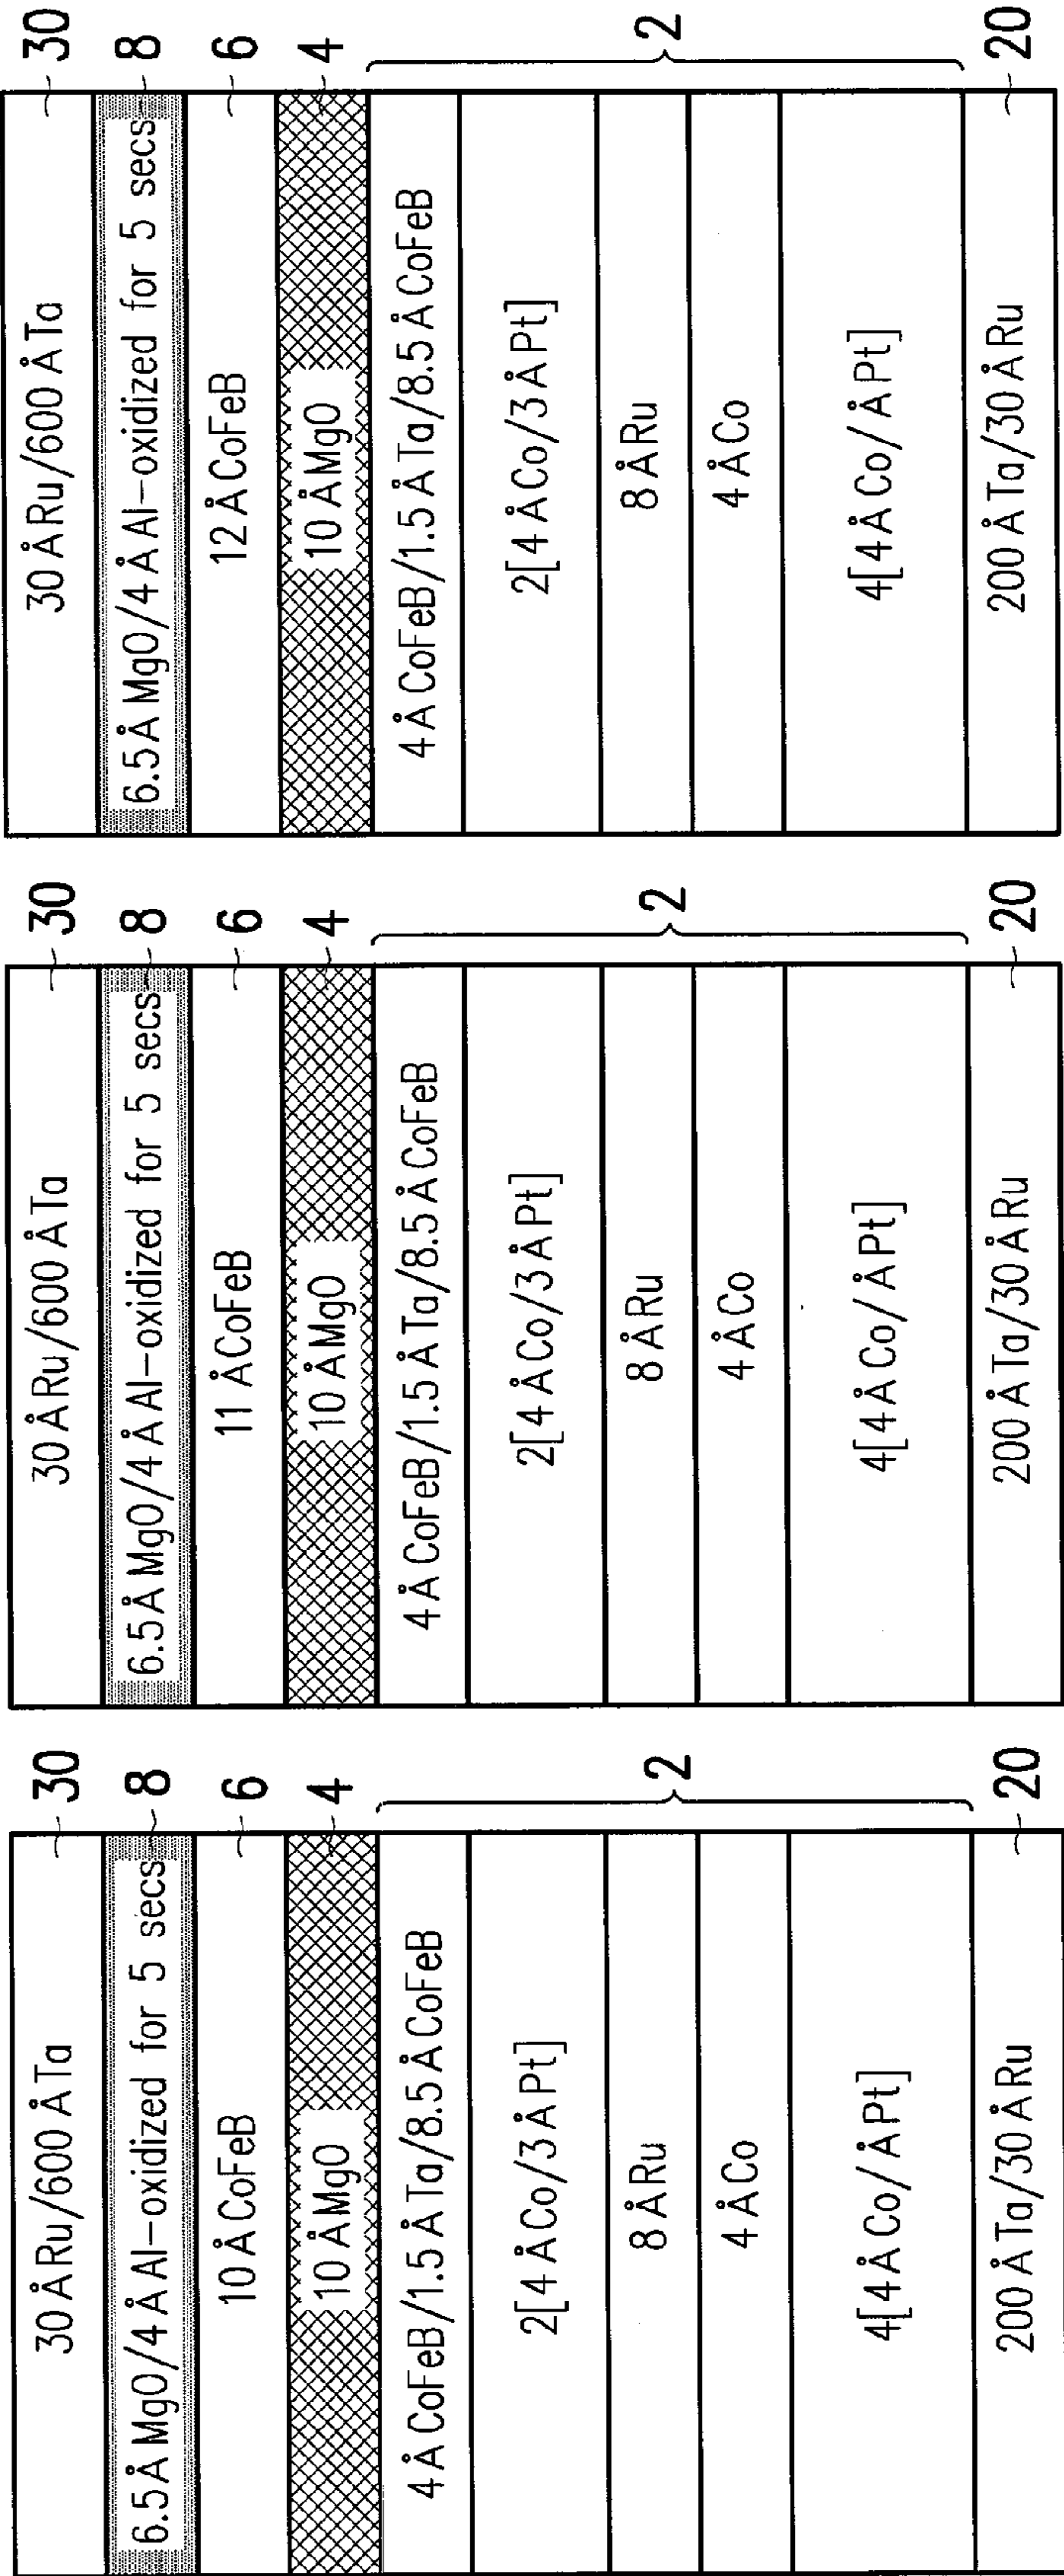 30 Å Ru/600 Å Ta 30
6.5 Å MgO/4 Å Al-oxidized for 5 secs 8
10 Å CoFeB 6
10 Å MgO 4
4 Å CoFeB/1.5 Å Ta/8.5 Å CoFeB
2[4 Å Co/3 Å Pt]
8 Å Ru 2
4 Å Co
4[4 Å Co/Å Pt]
200 Å Ta/30 Å Ru 20
30 Å Ru/600 Å Ta 30
6.5 Å MgO/4 Å Al-oxidized for 5 secs 8
11 Å CoFeB 6
10 Å MgO 4
4 Å CoFeB/1.5 Å Ta/8.5 Å CoFeB
2[4 Å Co/3 Å Pt]
8 Å Ru 2
4 Å Co
4[4 Å Co/Å Pt]
200 Å Ta/30 Å Ru 20
30 Å Ru/600 Å Ta 30
6.5 Å MgO/4 Å Al-oxidized for 5 secs 8
12 Å CoFeB 6
10 Å MgO 4
4 Å CoFeB/1.5 Å Ta/8.5 Å CoFeB
2[4 Å Co/3 Å Pt]
8 Å Ru 2
4 Å Co
4[4 Å Co/Å Pt]
200 Å Ta/30 Å Ru 20